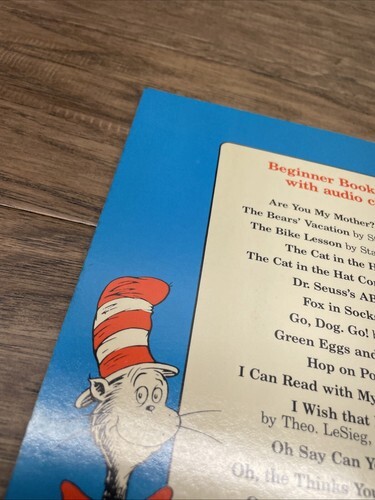 Beginner Book
with audio c
Are You My Mother?
The Bears' Vacation by S
The Bike Lesson by Sta
The Cat in the H
The Cat in the Hat Co
Dr. Seuss's AB
Fox in Socks
Go, Dog. Go!
Green Eggs and
Hop on Po
I Can Read with My
I Wish that
by Theo. LeSieg,
Oh Say Can Y
Oh, the Thinks Yo